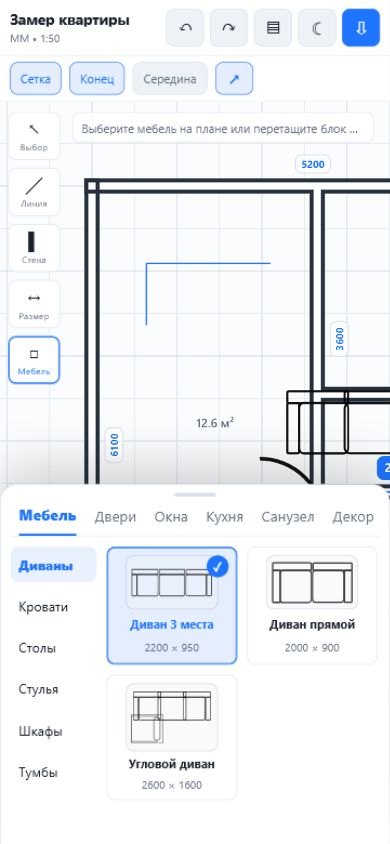 Замер квартиры
ММ • 1:50
Сетка
Конец
Середина
Выбор
Выберите мебель на плане или перетащите блок ...
Линия
Стена
Размер
Мебель
5200
3600
12.6 м²
6100
2
Мебель
Двери
Окна
Кухня
Санузел
Декор
Диваны
Кровати
Столы
Стулья
Шкафы
Тумбы
Диван 3 места
2200 × 950
Диван прямой
2000 × 900
Угловой диван
2600 × 1600